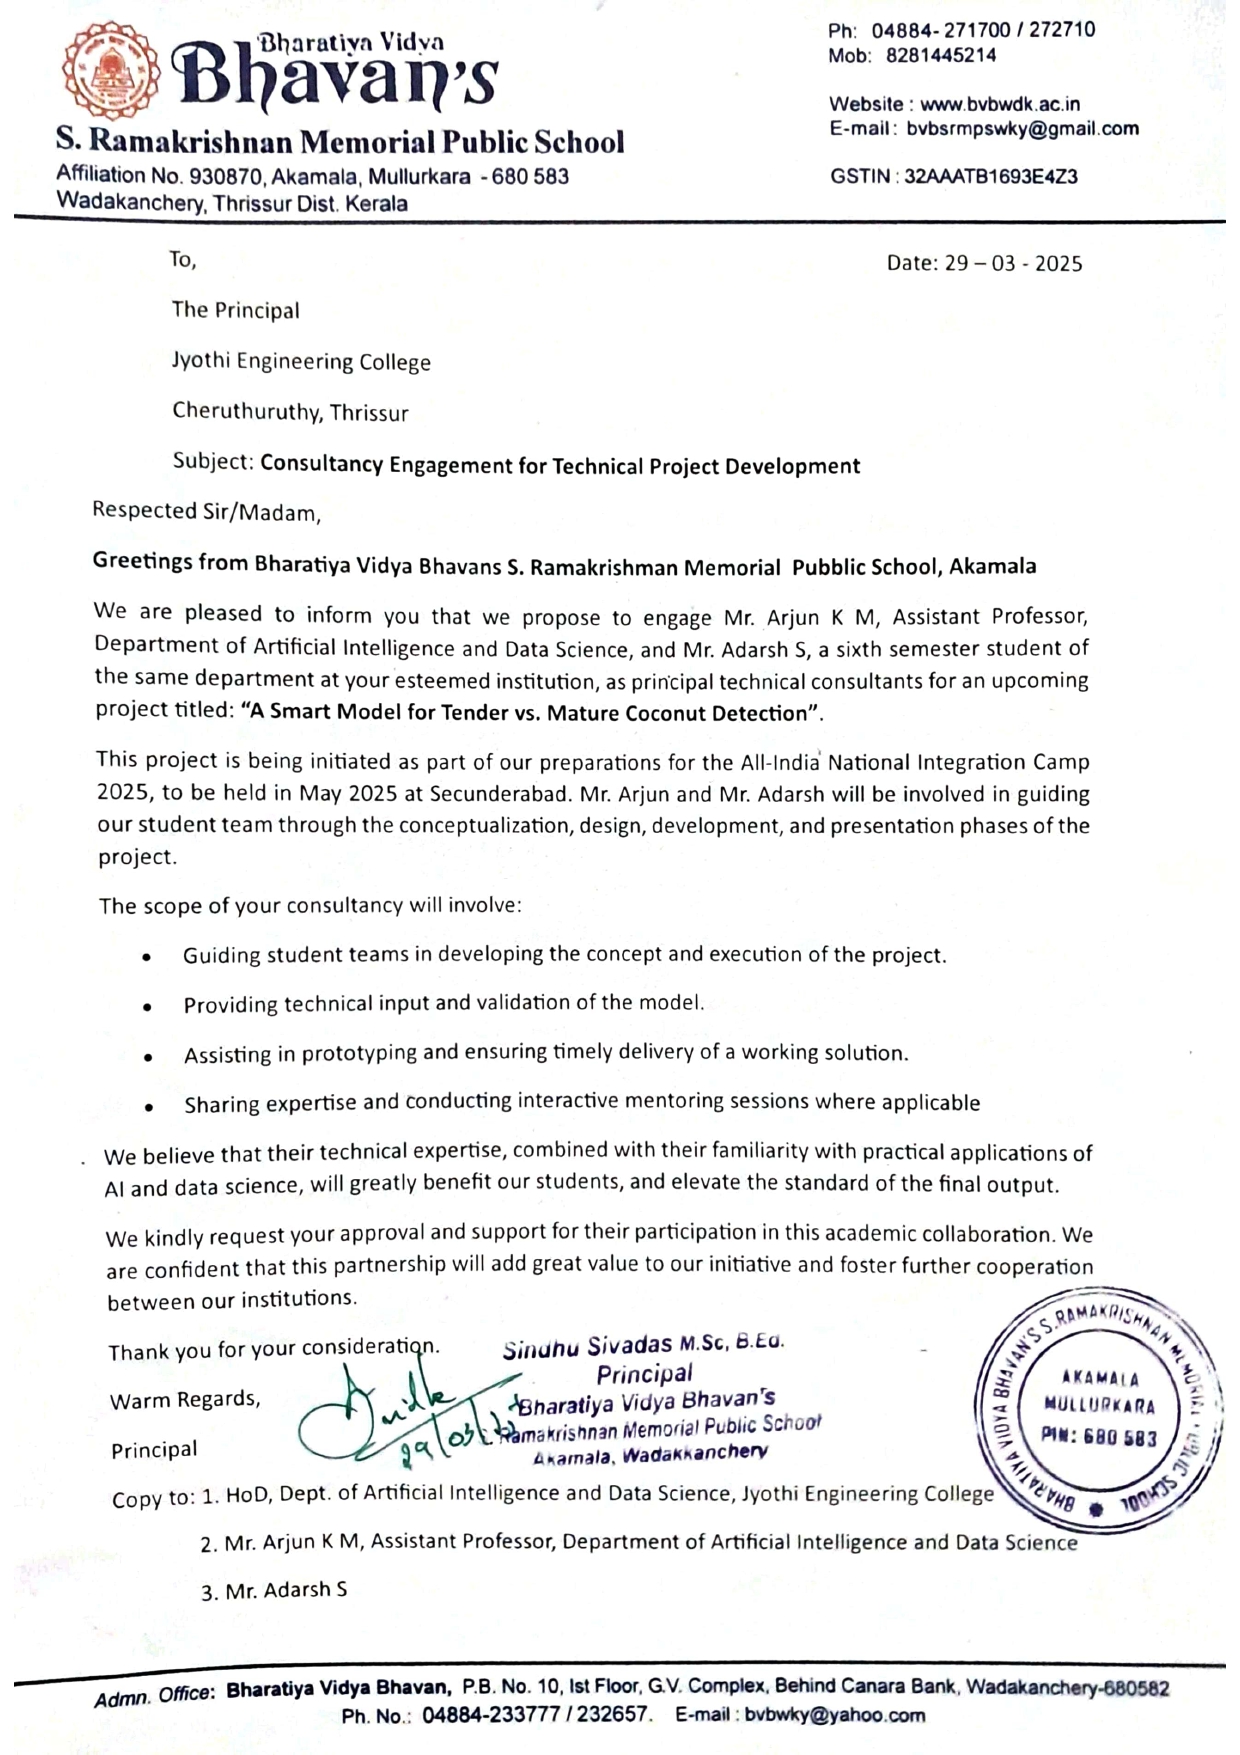 Bharatiya Vidya
Bhavan's
S. Ramakrishnan Memorial Public School
Affiliation No. 930870, Akamala, Mullurkara - 680 583
Wadakanchery, Thrissur Dist. Kerala
Ph: 04884- 271700 / 272710
Mob: 8281445214
Website : www.bvbwdk.ac.in
E-mail : bvbsrmpswky@gmail.com
GSTIN : 32AAATB1693E4Z3
To,
Date: 29 – 03 - 2025
The Principal
Jyothi Engineering College
Cheruthuruthy, Thrissur
Subject: Consultancy Engagement for Technical Project Development
Respected Sir/Madam,
Greetings from Bharatiya Vidya Bhavans S. Ramakrishman Memorial Pubblic School, Akamala
We are pleased to inform you that we propose to engage Mr. Arjun K M, Assistant Professor,
Department of Artificial Intelligence and Data Science, and Mr. Adarsh S, a sixth semester student of
the same department at your esteemed institution, as principal technical consultants for an upcoming
project titled: “A Smart Model for Tender vs. Mature Coconut Detection”.
This project is being initiated as part of our preparations for the All-India National Integration Camp
2025, to be held in May 2025 at Secunderabad. Mr. Arjun and Mr. Adarsh will be involved in guiding
our student team through the conceptualization, design, development, and presentation phases of the
project.
The scope of your consultancy will involve:
• Guiding student teams in developing the concept and execution of the project.
• Providing technical input and validation of the model.
• Assisting in prototyping and ensuring timely delivery of a working solution.
• Sharing expertise and conducting interactive mentoring sessions where applicable
We believe that their technical expertise, combined with their familiarity with practical applications of
AI and data science, will greatly benefit our students, and elevate the standard of the final output.
We kindly request your approval and support for their participation in this academic collaboration. We
are confident that this partnership will add great value to our initiative and foster further cooperation
between our institutions.
Thank you for your consideration.
Warm Regards,
Principal
Sindhu Sivadas M.Sc, B.Ed.
Principal
Bharatiya Vidya Bhavan's
Ramakrishnan Memorial Public School
Akamala, Wadakkanchery
BHARATIYA VIDYA BHAVAN'S S. RAMAKRISHNAN MEMORIAL PUBLIC SCHOOL
AKAMALA
MULLURKARA
PIN: 680 583
Copy to: 1. HoD, Dept. of Artificial Intelligence and Data Science, Jyothi Engineering College
2. Mr. Arjun K M, Assistant Professor, Department of Artificial Intelligence and Data Science
3. Mr. Adarsh S
Admn. Office: Bharatiya Vidya Bhavan, P.B. No. 10, Ist Floor, G.V. Complex, Behind Canara Bank, Wadakanchery-680582
Ph. No.: 04884-233777 / 232657. E-mail : bvbwky@yahoo.com